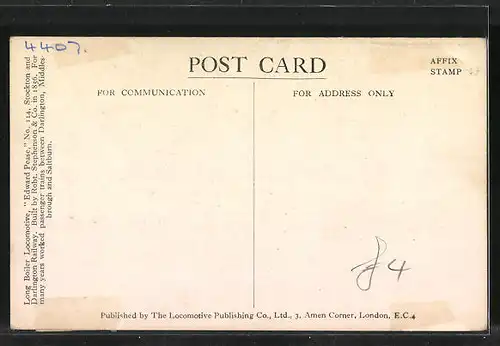 4407.
POST CARD
AFFIX
STAMP
FOR COMMUNICATION
FOR ADDRESS ONLY
Long Boiler Locomotive, "Edward Pease," No. 114, Stockton and
Darlington Railway. Built by Robt. Stephenson & Co. in 1856. For
many years worked passenger trains between Darlington, Middles-
brough and Saltburn.
4
Published by The Locomotive Publishing Co., Ltd., 3, Amen Corner, London, E.C.4